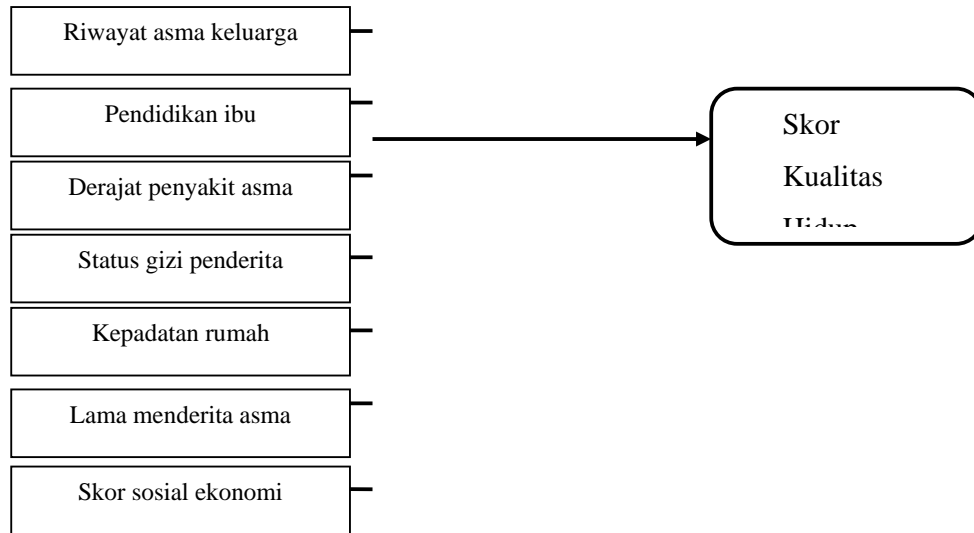 Riwayat asma keluarga
Pendidikan ibu
Derajat penyakit asma
Status gizi penderita
Kepadatan rumah
Lama menderita asma
Skor sosial ekonomi
Skor
Kualitas
Hidup